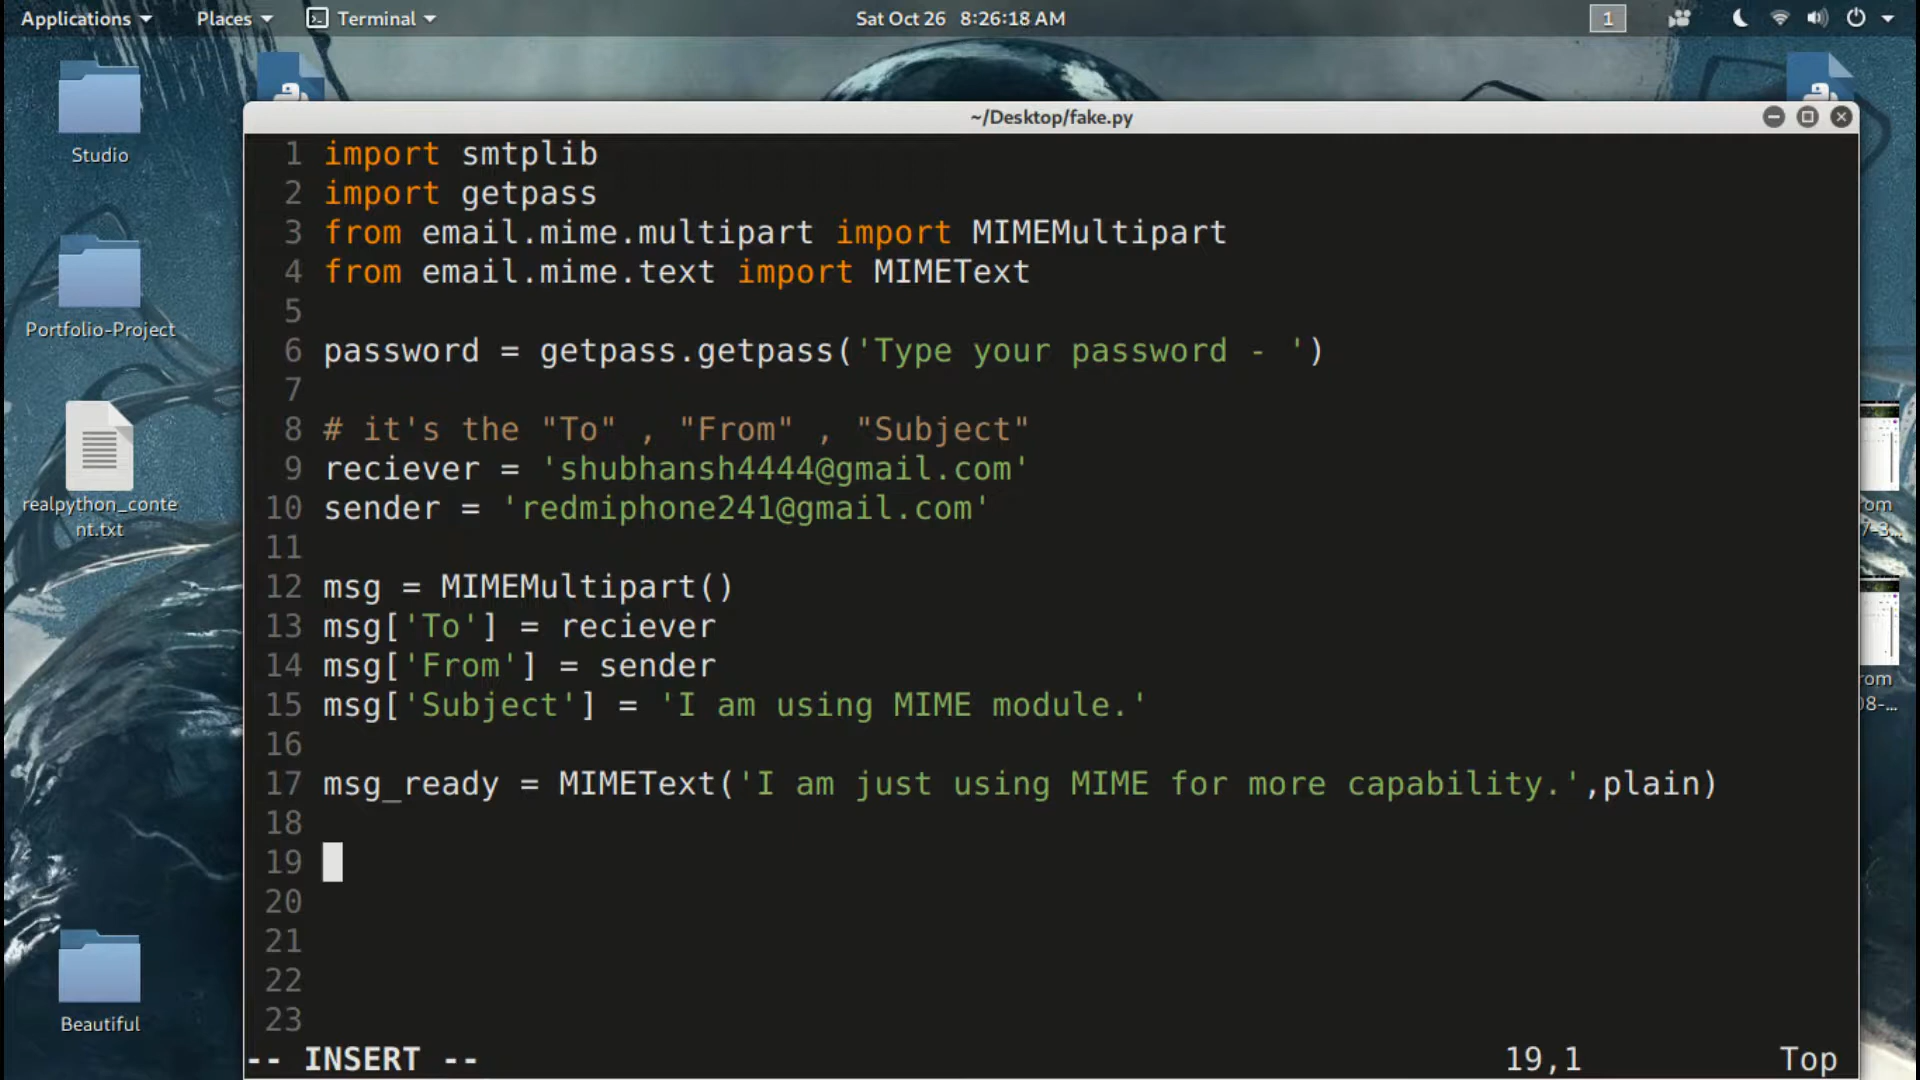 Applications Places Terminal Sat Oct 26 8:26:18 AM 1
Studio
Portfolio-Project
realpython_conte
nt.txt
Beautiful
~/Desktop/fake.py
1 import smtplib
2 import getpass
3 from email.mime.multipart import MIMEMultipart
4 from email.mime.text import MIMEText
5
6 password = getpass.getpass('Type your password - ')
7
8 # it's the "To" , "From" , "Subject"
9 reciever = 'shubhansh4444@gmail.com'
10 sender = 'redmiphone241@gmail.com'
11
12 msg = MIMEMultipart()
13 msg['To'] = reciever
14 msg['From'] = sender
15 msg['Subject'] = 'I am using MIME module.'
16
17 msg_ready = MIMEText('I am just using MIME for more capability.',plain)
18
19
20
21
22
23
-- INSERT -- 19,1 Top
om
7-3...
om
08-...